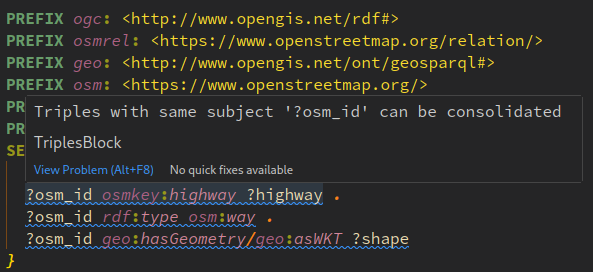 PREFIX ogc: <http://www.opengis.net/rdf#>
PREFIX osmrel: <https://www.openstreetmap.org/relation/>
PREFIX geo: <http://www.opengis.net/ont/geosparql#>
PREFIX osm: <https://www.openstreetmap.org/>
PR
Triples with same subject '?osm_id' can be consolidated
PR
TriplesBlock
SE
View Problem (Alt+F8) No quick fixes available
?osm_id osmkey:highway ?highway .
?osm_id rdf:type osm:way .
?osm_id geo:hasGeometry/geo:asWKT ?shape
}